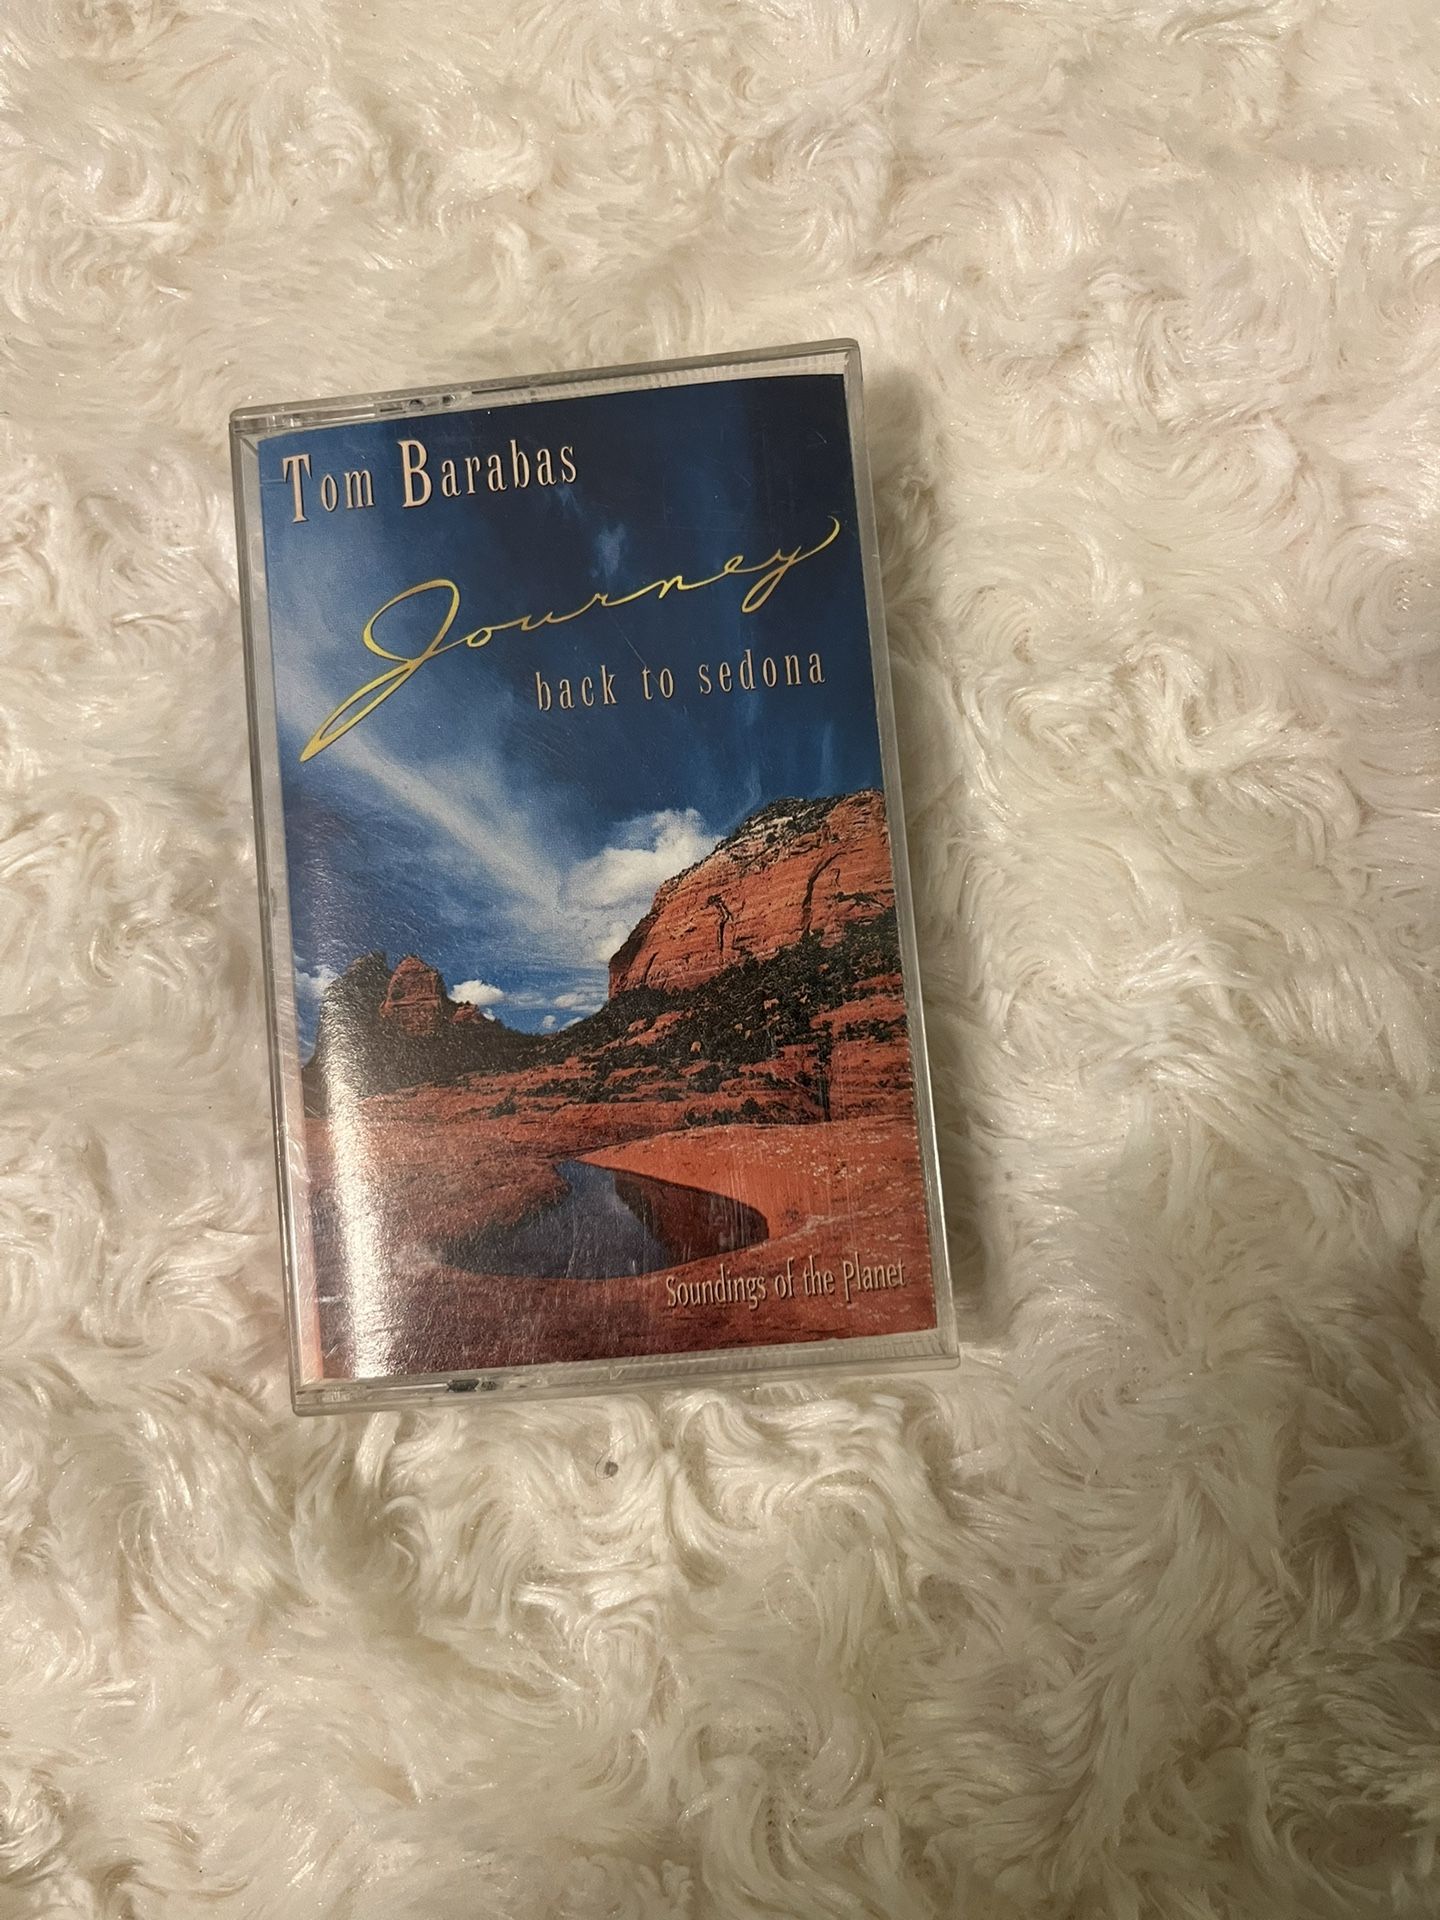 Tom Barabas
Journey
back to sedona
Soundings of the Planet